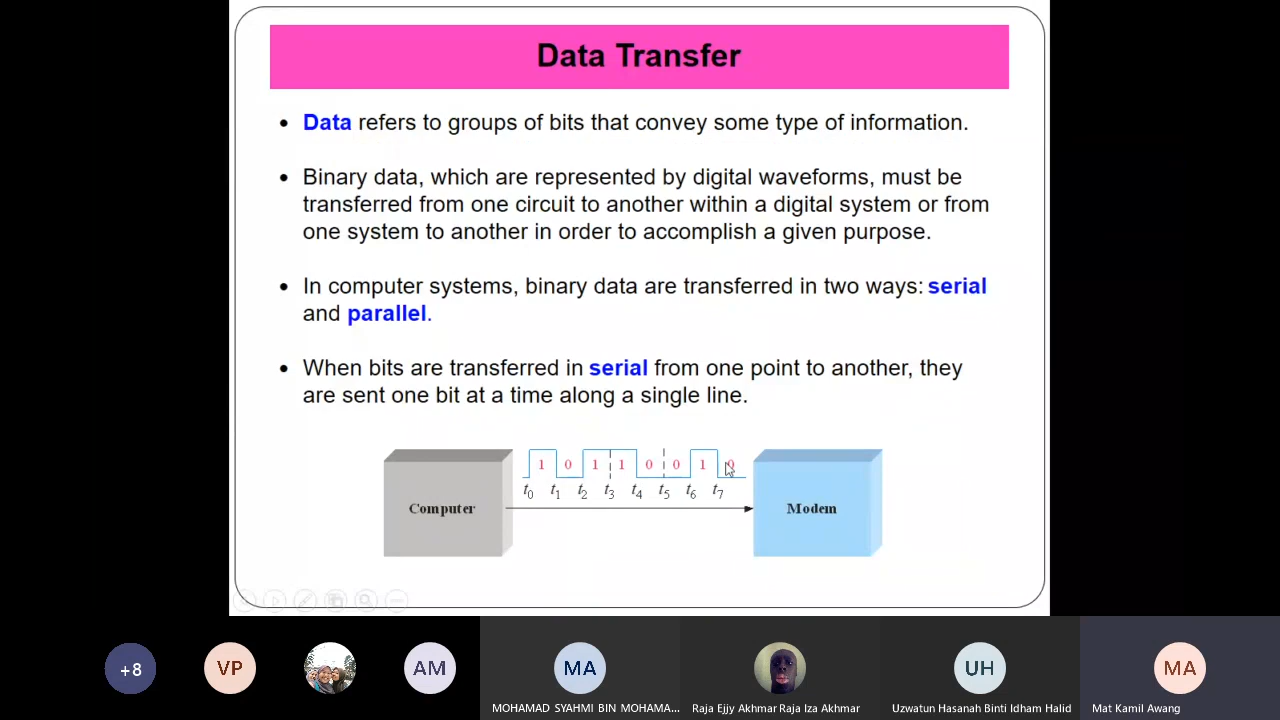 Data Transfer
• Data refers to groups of bits that convey some type of information.
• Binary data, which are represented by digital waveforms, must be
transferred from one circuit to another within a digital system or from
one system to another in order to accomplish a given purpose.
• In computer systems, binary data are transferred in two ways: serial
and parallel.
• When bits are transferred in serial from one point to another, they
are sent one bit at a time along a single line.
1 0 1 1 0 0 1 0
t0 t1 t2 t3 t4 t5 t6 t7
Computer
Modem
+8
VP
AM
MA
UH
MA
MOHAMAD SYAHMI BIN MOHAMA...
Raja Ejjy Akhmar Raja Iza Akhmar
Uzwatun Hasanah Binti Idham Halid
Mat Kamil Awang